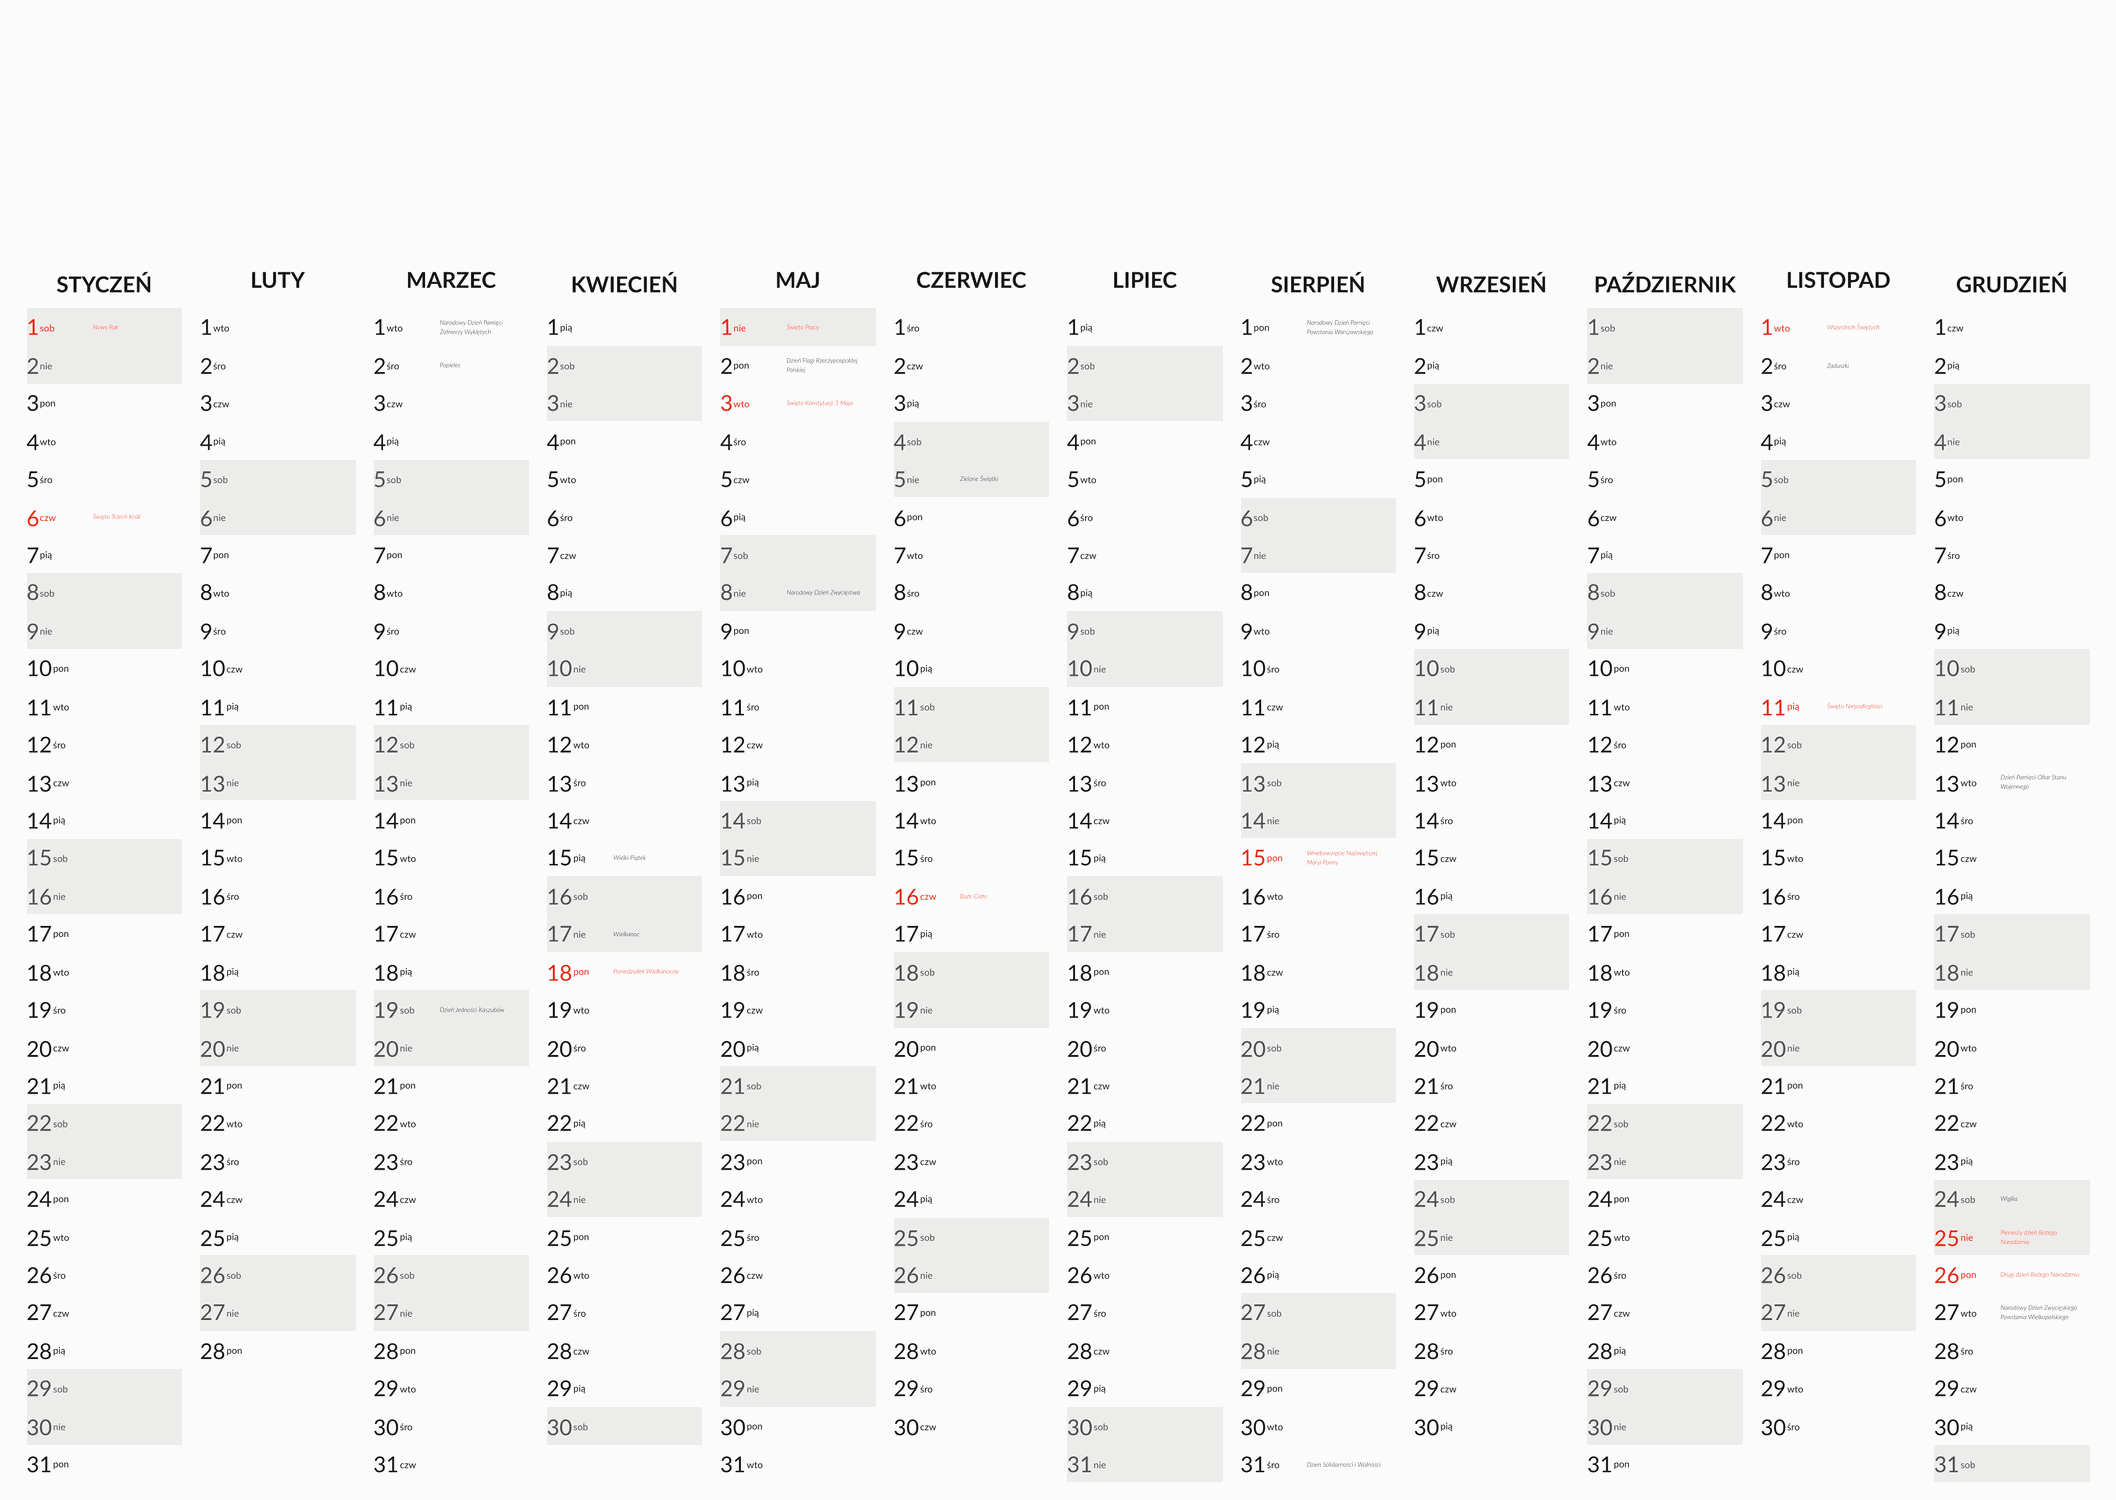 STYCZEŃ
1 sob Nowy Rok
2 nie
3 pon
4 wto
5 śro
6 czw Święto Trzech Króli
7 pią
8 sob
9 nie
10 pon
11 wto
12 śro
13 czw
14 pią
15 sob
16 nie
17 pon
18 wto
19 śro
20 czw
21 pią
22 sob
23 nie
24 pon
25 wto
26 śro
27 czw
28 pią
29 sob
30 nie
31 pon
LUTY
1 wto
2 śro
3 czw
4 pią
5 sob
6 nie
7 pon
8 wto
9 śro
10 czw
11 pią
12 sob
13 nie
14 pon
15 wto
16 śro
17 czw
18 pią
19 sob
20 nie
21 pon
22 wto
23 śro
24 czw
25 pią
26 sob
27 nie
28 pon
MARZEC
1 wto Narodowy Dzień Pamięci
Żołnierzy Wyklętych
2 śro Popielec
3 czw
4 pią
5 sob
6 nie
7 pon
8 wto
9 śro
10 czw
11 pią
12 sob
13 nie
14 pon
15 wto
16 śro
17 czw
18 pią
19 sob Dzień Jedności Kaszubów
20 nie
21 pon
22 wto
23 śro
24 czw
25 pią
26 sob
27 nie
28 pon
29 wto
30 śro
31 czw
KWIECIEŃ
1 pią
2 sob
3 nie
4 pon
5 wto
6 śro
7 czw
8 pią
9 sob
10 nie
11 pon
12 wto
13 śro
14 czw
15 pią Wielki Piątek
16 sob
17 nie Wielkanoc
18 pon Poniedziałek Wielkanocny
19 wto
20 śro
21 czw
22 pią
23 sob
24 nie
25 pon
26 wto
27 śro
28 czw
29 pią
30 sob
MAJ
1 nie Święto Pracy
2 pon Dzień Flagi Rzeczypospolitej
Polskiej
3 wto Święto Konstytucji 3 Maja
4 śro
5 czw
6 pią
7 sob
8 nie Narodowy Dzień Zwycięstwa
9 pon
10 wto
11 śro
12 czw
13 pią
14 sob
15 nie
16 pon
17 wto
18 śro
19 czw
20 pią
21 sob
22 nie
23 pon
24 wto
25 śro
26 czw
27 pią
28 sob
29 nie
30 pon
31 wto
CZERWIEC
1 śro
2 czw
3 pią
4 sob
5 nie Zielone Świątki
6 pon
7 wto
8 śro
9 czw
10 pią
11 sob
12 nie
13 pon
14 wto
15 śro
16 czw Boże Ciało
17 pią
18 sob
19 nie
20 pon
21 wto
22 śro
23 czw
24 pią
25 sob
26 nie
27 pon
28 wto
29 śro
30 czw
LIPIEC
1 pią
2 sob
3 nie
4 pon
5 wto
6 śro
7 czw
8 pią
9 sob
10 nie
11 pon
12 wto
13 śro
14 czw
15 pią
16 sob
17 nie
18 pon
19 wto
20 śro
21 czw
22 pią
23 sob
24 nie
25 pon
26 wto
27 śro
28 czw
29 pią
30 sob
31 nie
SIERPIEŃ
1 pon Narodowy Dzień Pamięci
Powstania Warszawskiego
2 wto
3 śro
4 czw
5 pią
6 sob
7 nie
8 pon
9 wto
10 śro
11 czw
12 pią
13 sob
14 nie
15 pon Wniebowzięcie Najświętszej
Maryi Panny
16 wto
17 śro
18 czw
19 pią
20 sob
21 nie
22 pon
23 wto
24 śro
25 czw
26 pią
27 sob
28 nie
29 pon
30 wto
31 śro Dzień Solidarności i Wolności
WRZESIEŃ
1 czw
2 pią
3 sob
4 nie
5 pon
6 wto
7 śro
8 czw
9 pią
10 sob
11 nie
12 pon
13 wto
14 śro
15 czw
16 pią
17 sob
18 nie
19 pon
20 wto
21 śro
22 czw
23 pią
24 sob
25 nie
26 pon
27 wto
28 śro
29 czw
30 pią
PAŹDZIERNIK
1 sob
2 nie
3 pon
4 wto
5 śro
6 czw
7 pią
8 sob
9 nie
10 pon
11 wto
12 śro
13 czw
14 pią
15 sob
16 nie
17 pon
18 wto
19 śro
20 czw
21 pią
22 sob
23 nie
24 pon
25 wto
26 śro
27 czw
28 pią
29 sob
30 nie
31 pon
LISTOPAD
1 wto Wszystkich Świętych
2 śro Zaduszki
3 czw
4 pią
5 sob
6 nie
7 pon
8 wto
9 śro
10 czw
11 pią Święto Niepodległości
12 sob
13 nie
14 pon
15 wto
16 śro
17 czw
18 pią
19 sob
20 nie
21 pon
22 wto
23 śro
24 czw
25 pią
26 sob
27 nie
28 pon
29 wto
30 śro
GRUDZIEŃ
1 czw
2 pią
3 sob
4 nie
5 pon
6 wto
7 śro
8 czw
9 pią
10 sob
11 nie
12 pon
13 wto Dzień Pamięci Ofiar Stanu
Wojennego
14 śro
15 czw
16 pią
17 sob
18 nie
19 pon
20 wto
21 śro
22 czw
23 pią
24 sob Wigilia
25 nie Pierwszy dzień Bożego
Narodzenia
26 pon Drugi dzień Bożego Narodzenia
27 wto Narodowy Dzień Zwycięskiego
Powstania Wielkopolskiego
28 śro
29 czw
30 pią
31 sob